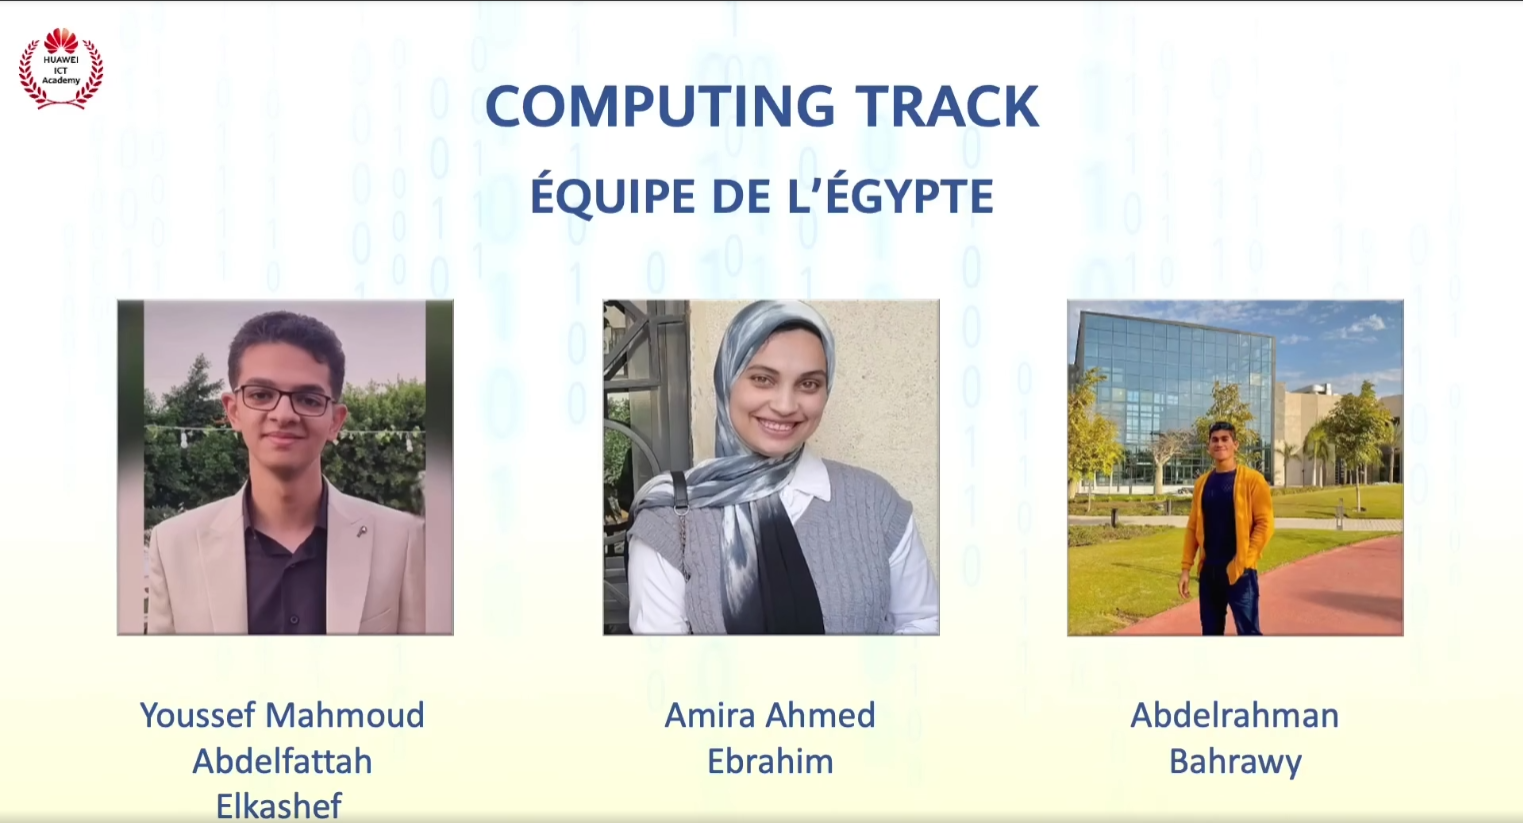 HUAWEI
ICT
Academy
COMPUTING TRACK
ÉQUIPE DE L’ÉGYPTE
Youssef Mahmoud
Abdelfattah
Elkashef
Amira Ahmed
Ebrahim
Abdelrahman
Bahrawy